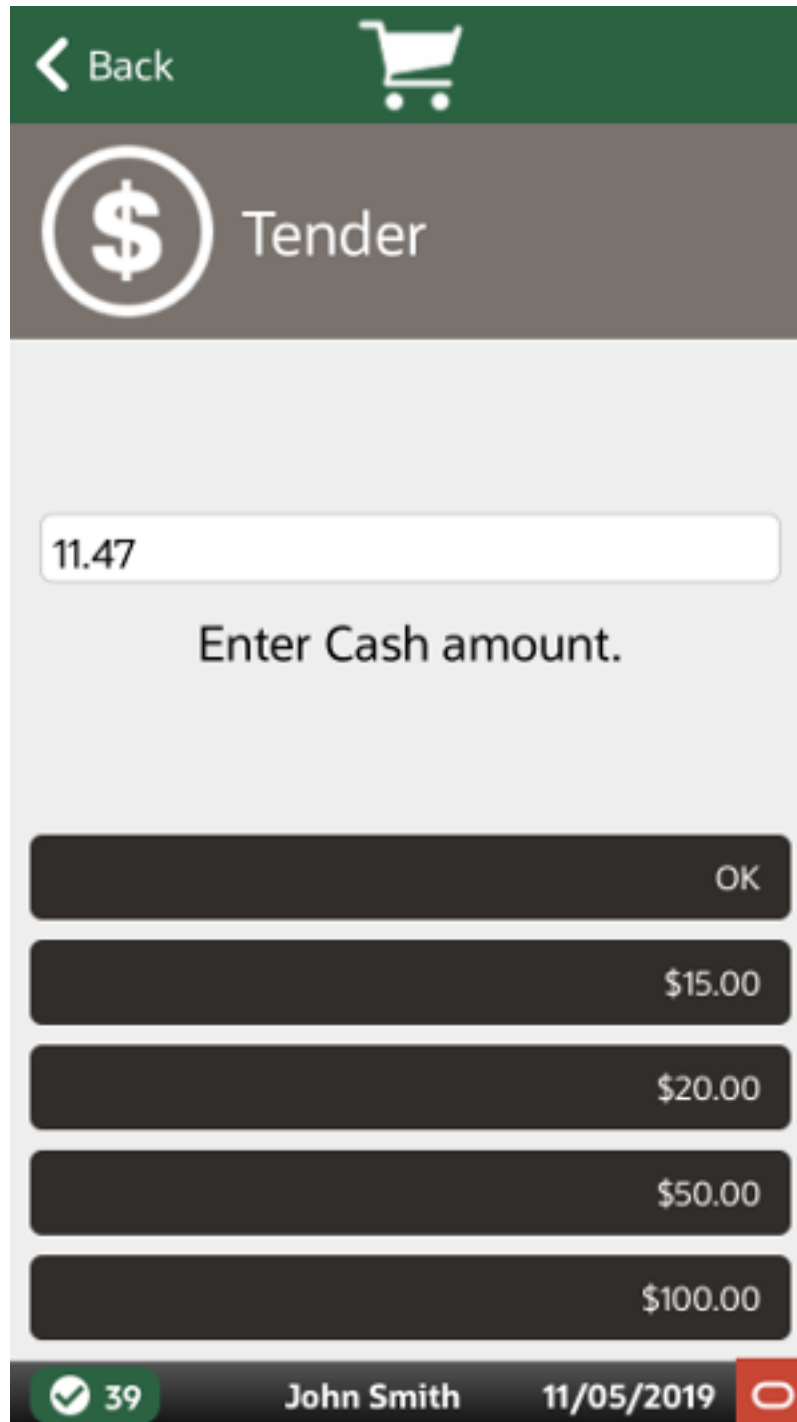 Back
$ Tender
11.47
Enter Cash amount.
OK
$15.00
$20.00
$50.00
$100.00
39 John Smith 11/05/2019